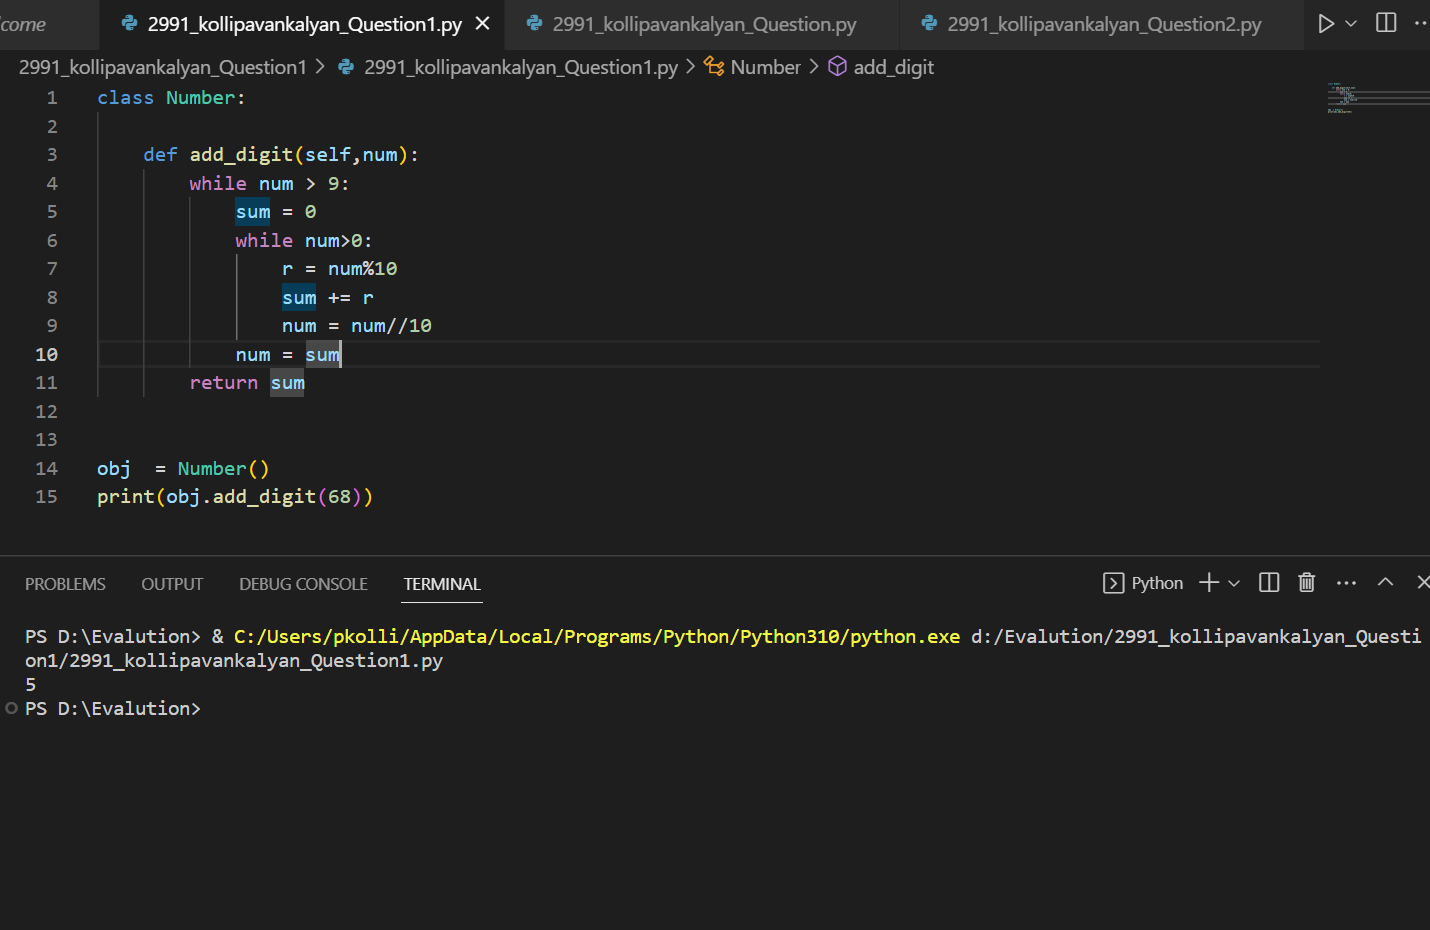 come 2991_kollipavankalyan_Question1.py 2991_kollipavankalyan_Question.py 2991_kollipavankalyan_Question2.py
2991_kollipavankalyan_Question1 > 2991_kollipavankalyan_Question1.py > Number > add_digit
1 class Number:
2
3 def add_digit(self,num):
4 while num > 9:
5 sum = 0
6 while num>0:
7 r = num%10
8 sum += r
9 num = num//10
10 num = sum
11 return sum
12
13
14 obj  = Number()
15 print(obj.add_digit(68))
PROBLEMS OUTPUT DEBUG CONSOLE TERMINAL Python
PS D:\Evalution> & C:/Users/pkolli/AppData/Local/Programs/Python/Python310/python.exe d:/Evalution/2991_kollipavankalyan_Questi
on1/2991_kollipavankalyan_Question1.py
5
PS D:\Evalution>